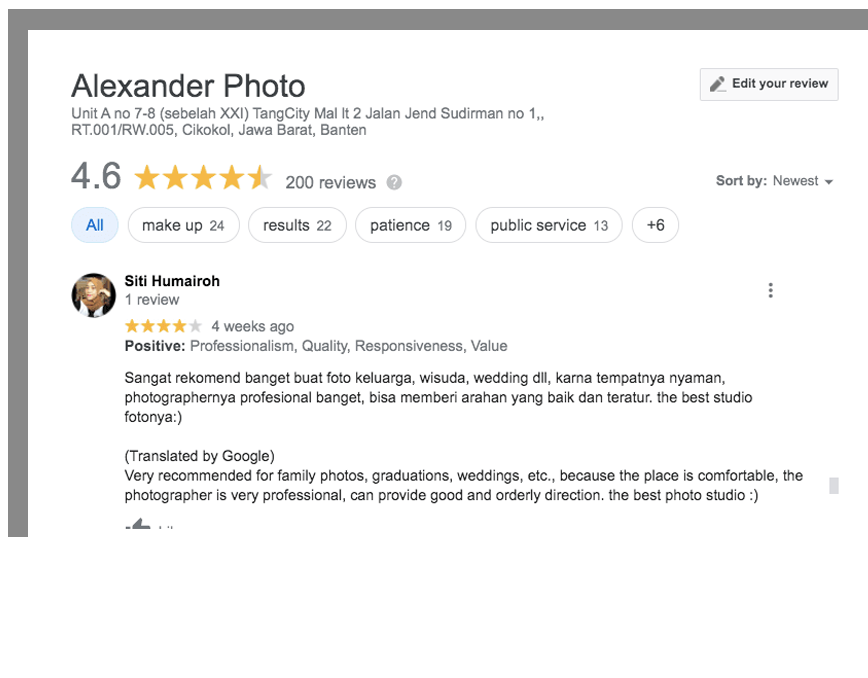 Alexander Photo
Edit your review
Unit A no 7-8 (sebelah XXI) TangCity Mal lt 2 Jalan Jend Sudirman no 1,,
RT.001/RW.005, Cikokol, Jawa Barat, Banten
4.6 200 reviews ?
Sort by: Newest
All make up 24 results 22 patience 19 public service 13 +6
Siti Humairoh
1 review
4 weeks ago
Positive: Professionalism, Quality, Responsiveness, Value
Sangat rekomend banget buat foto keluarga, wisuda, wedding dll, karna tempatnya nyaman,
photographernya profesional banget, bisa memberi arahan yang baik dan teratur. the best studio
fotonya:)
(Translated by Google)
Very recommended for family photos, graduations, weddings, etc., because the place is comfortable, the
photographer is very professional, can provide good and orderly direction. the best photo studio :)